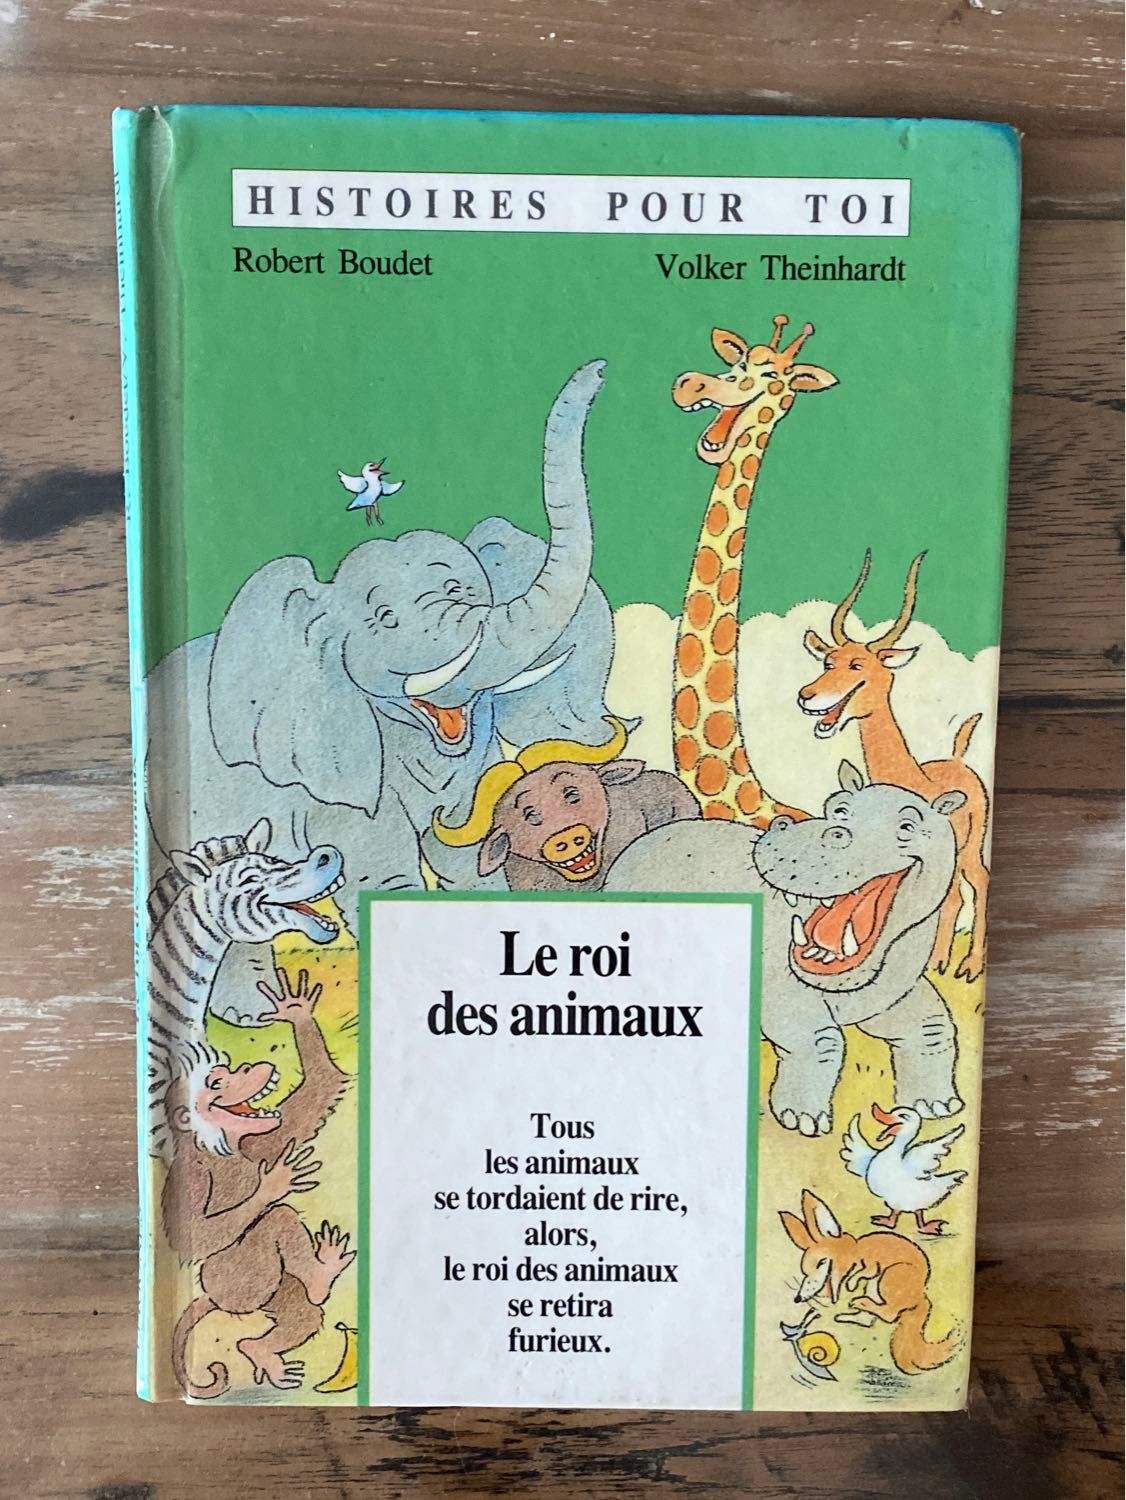 HISTOIRES POUR TOI
Robert Boudet Volker Theinhardt
Le roi
des animaux
Tous
les animaux
se tordaient de rire,
alors,
le roi des animaux
se retira
furieux.